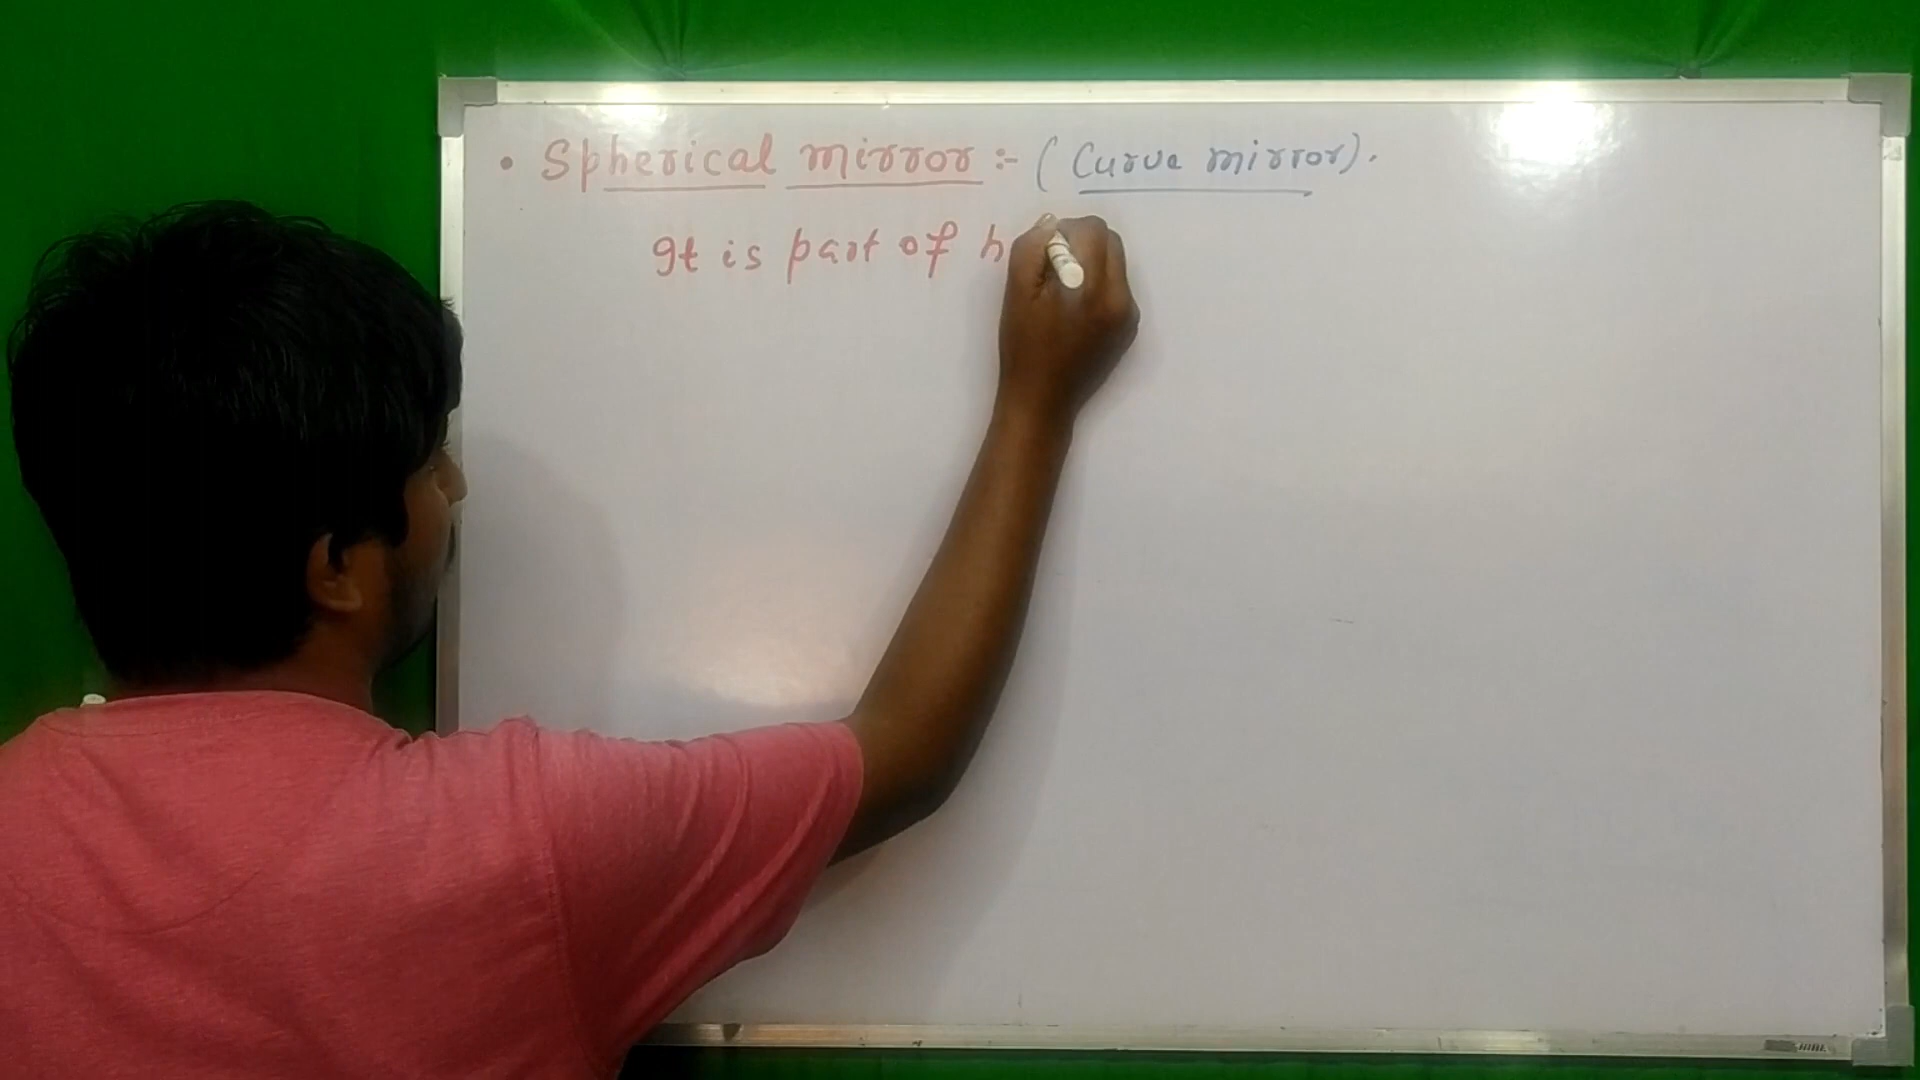 • Spherical mirror :- (Curve mirror).
It is part of h